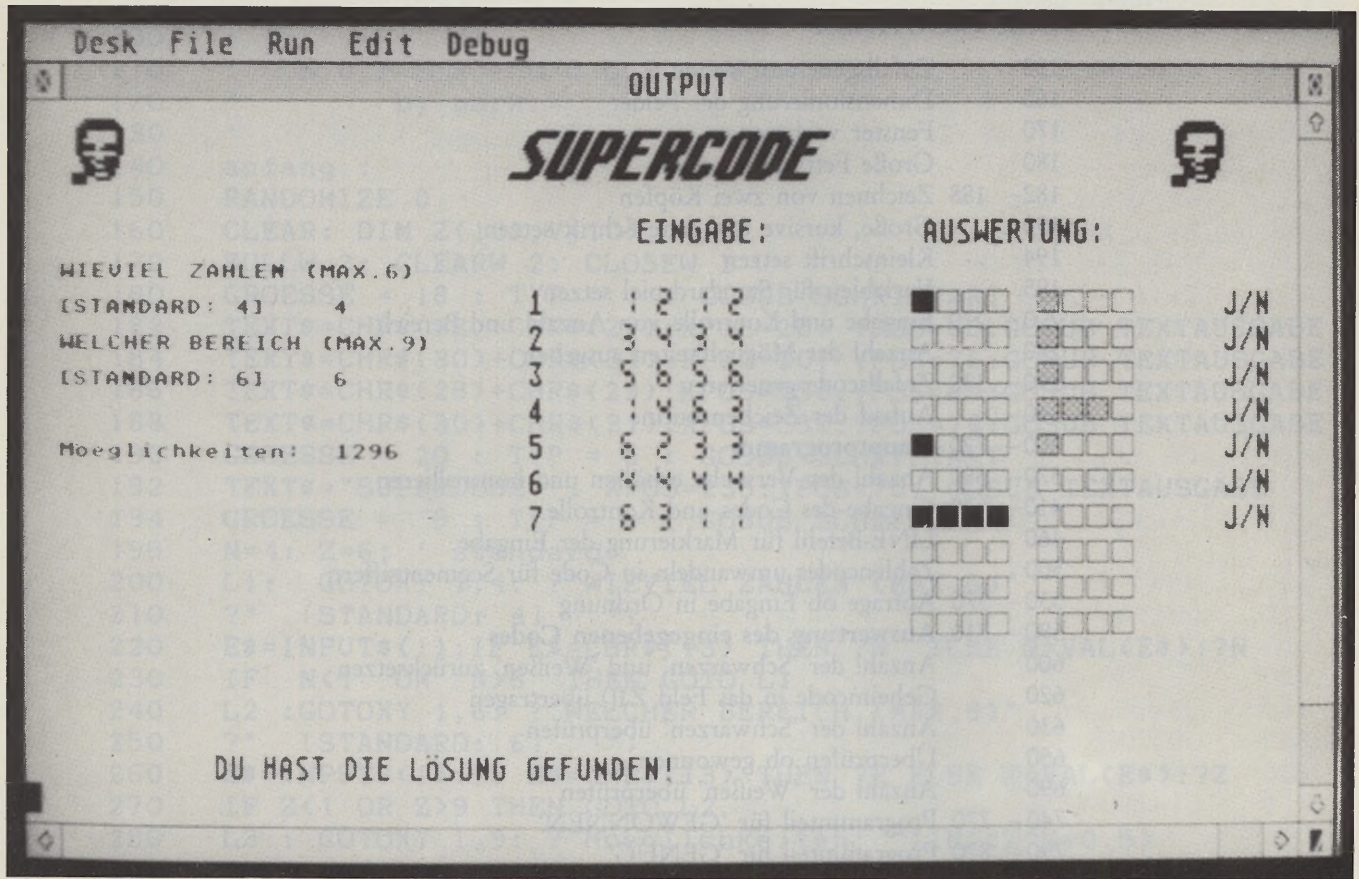 Desk File Run Edit Debug
OUTPUT
SUPERCODE
EINGABE: AUSWERTUNG:
WIEVIEL ZAHLEN (MAX.6)
[STANDARD: 4] 4
WELCHER BEREICH (MAX.9)
[STANDARD: 6] 6
Moeglichkeiten: 1296
1 1 2 1 2 J/N
2 3 4 3 4 J/N
3 5 6 5 6 J/N
4 1 4 6 3 J/N
5 6 2 3 3 J/N
6 4 4 4 4 J/N
7 6 3 1 1 J/N
DU HAST DIE LÖSUNG GEFUNDEN!